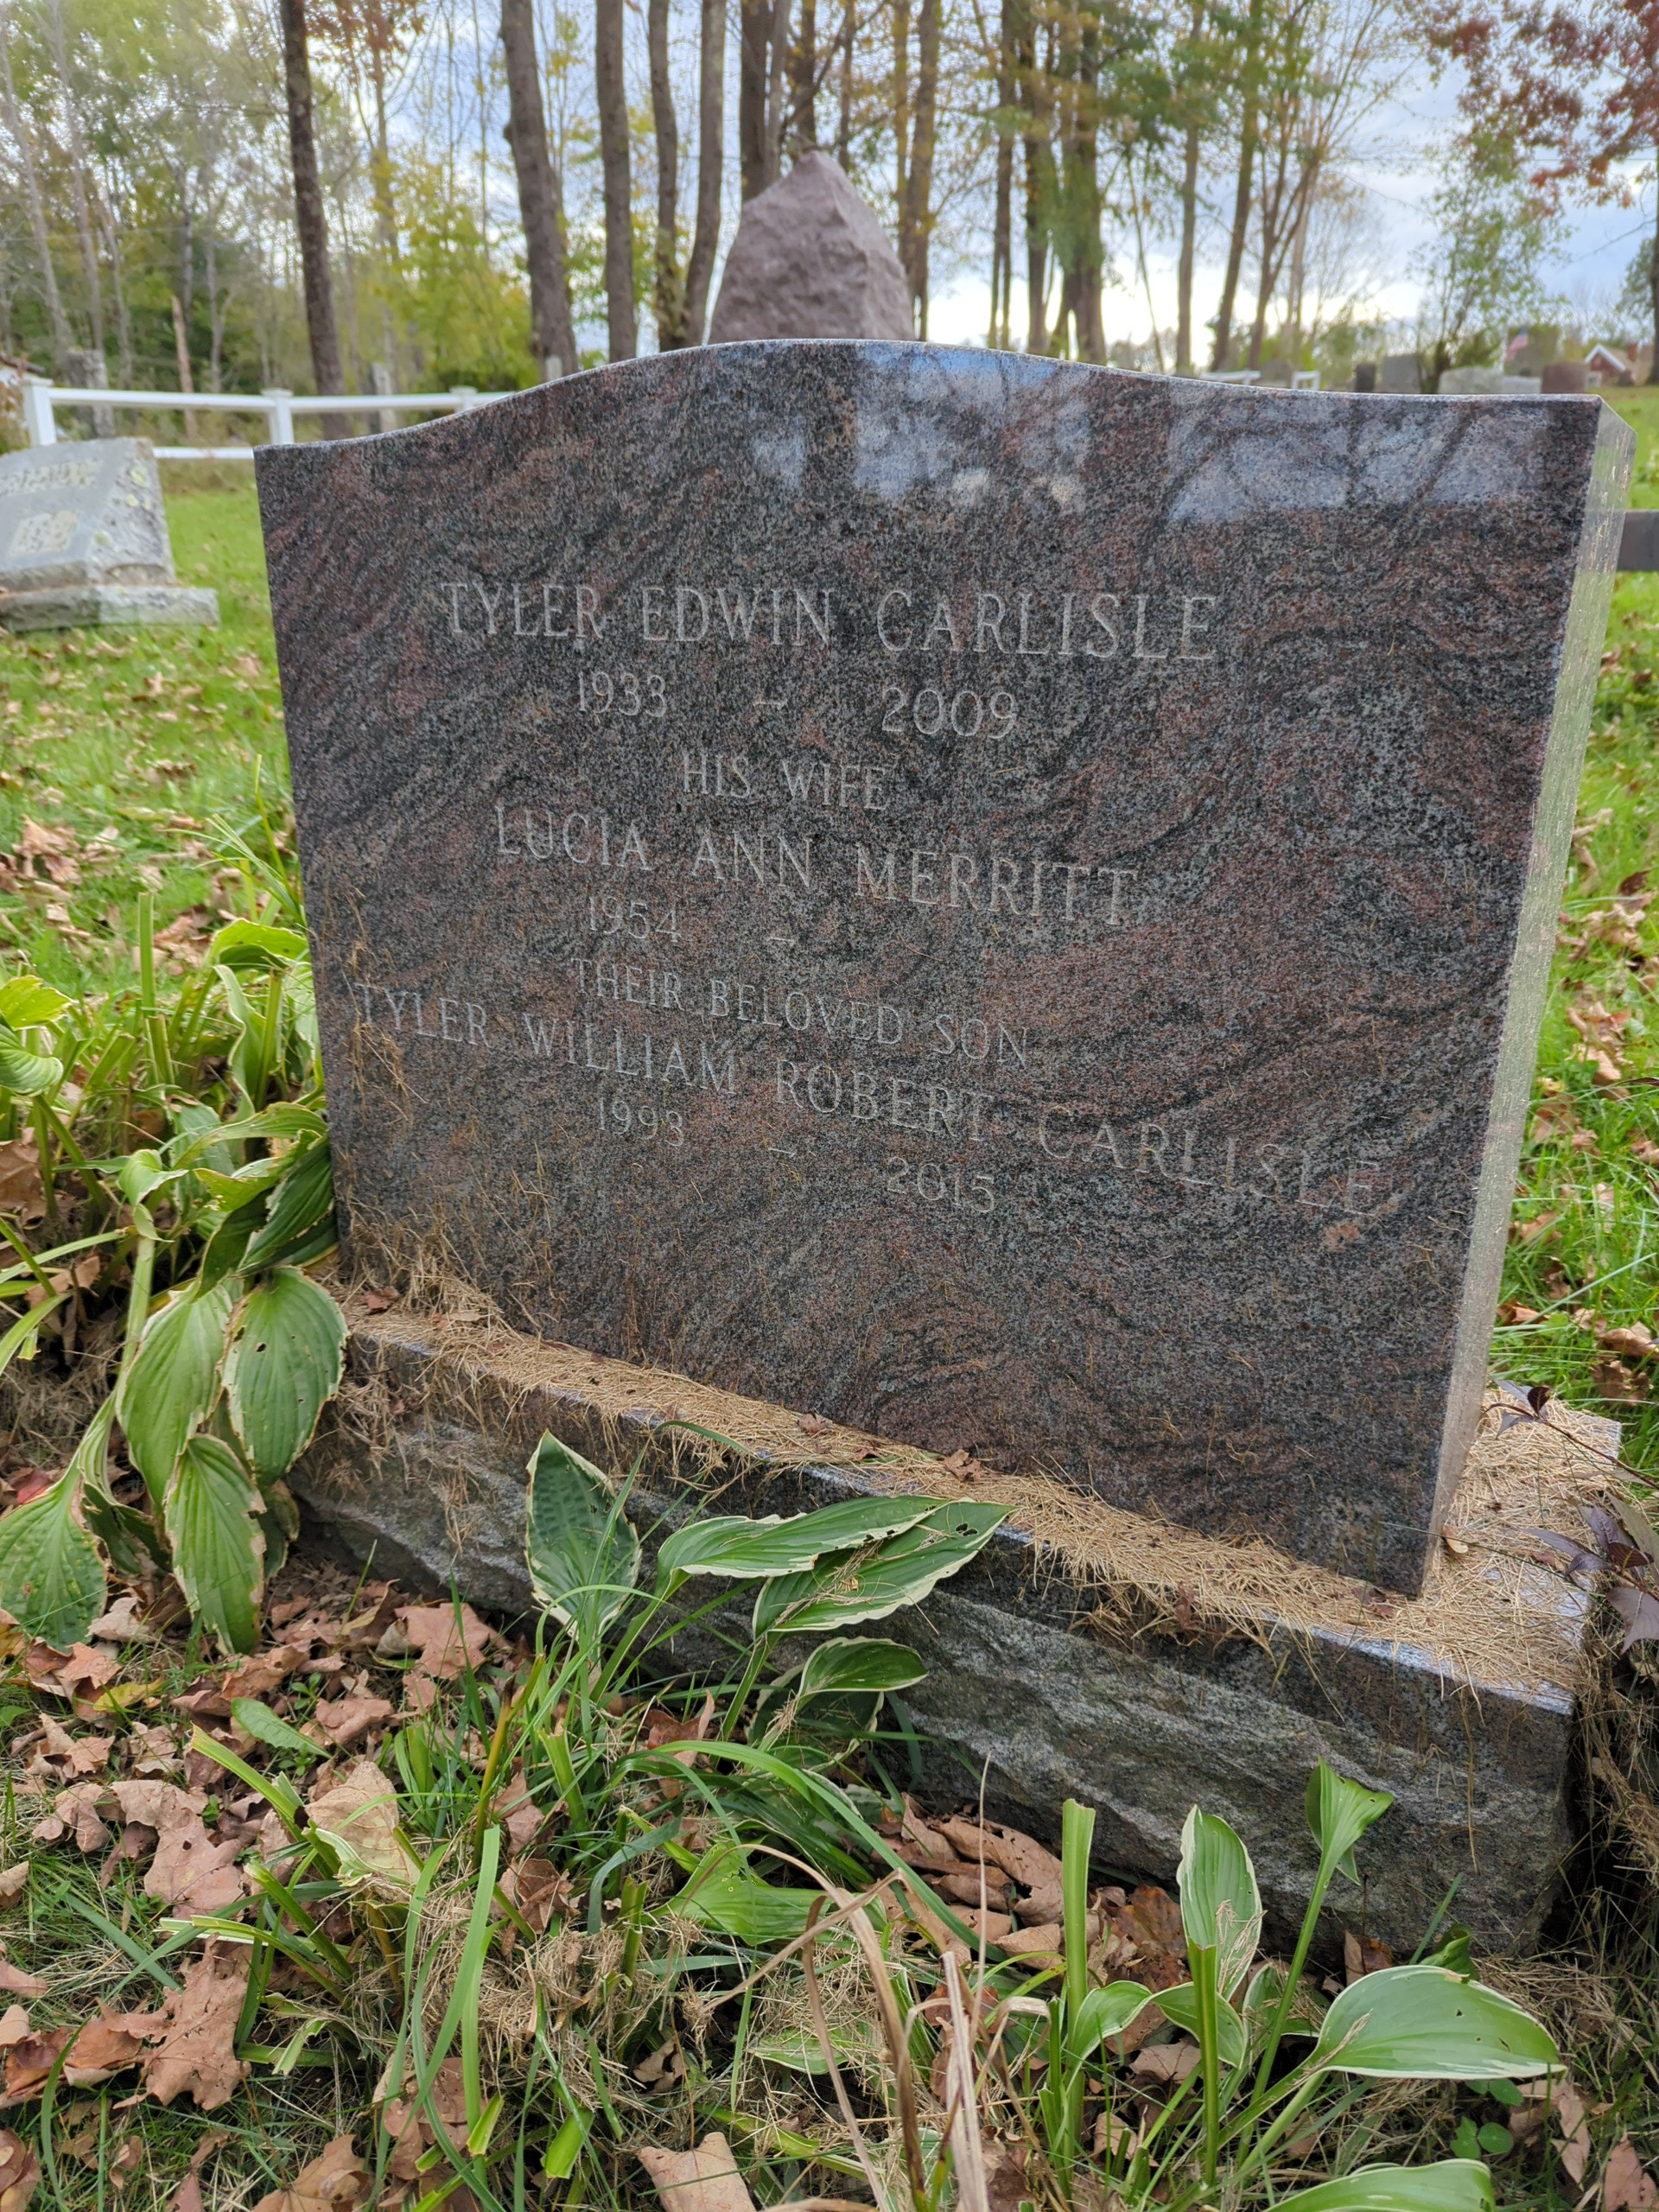 TYLER EDWIN CARLISLE
1933 – 2009
HIS WIFE
LUCIA ANN MERRITT
1954 –
THEIR BELOVED SON
TYLER WILLIAM ROBERT CARLISLE
1993 – 2015